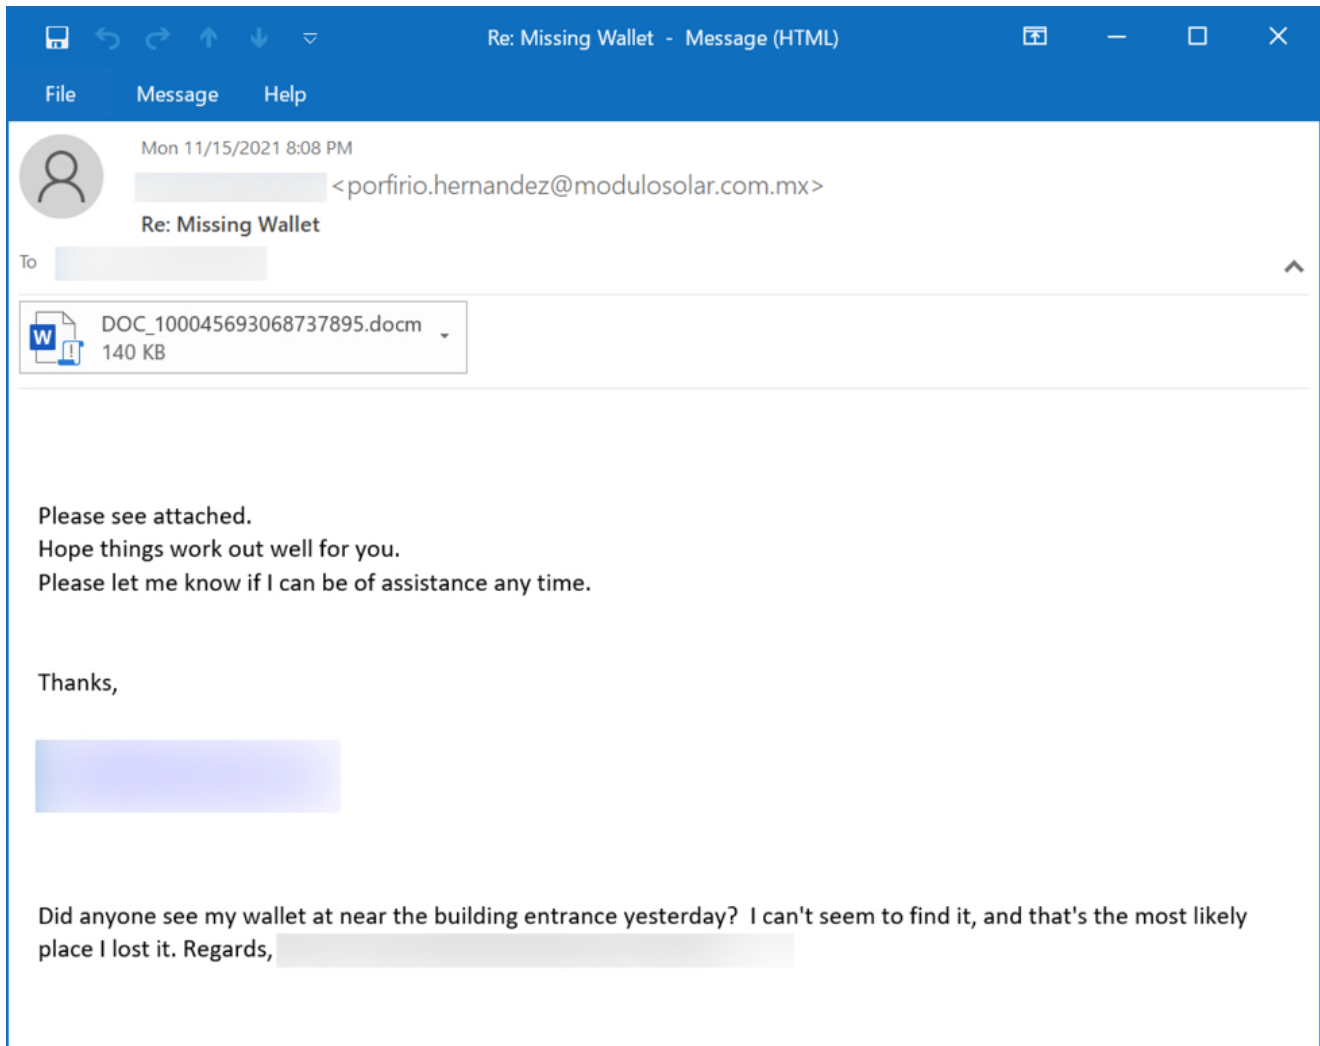 Re: Missing Wallet - Message (HTML)
File Message Help
Mon 11/15/2021 8:08 PM
<porfirio.hernandez@modulosolar.com.mx>
Re: Missing Wallet
To
DOC_100045693068737895.docm
140 KB
Please see attached.
Hope things work out well for you.
Please let me know if I can be of assistance any time.
Thanks,
Did anyone see my wallet at near the building entrance yesterday? I can't seem to find it, and that's the most likely
place I lost it. Regards,